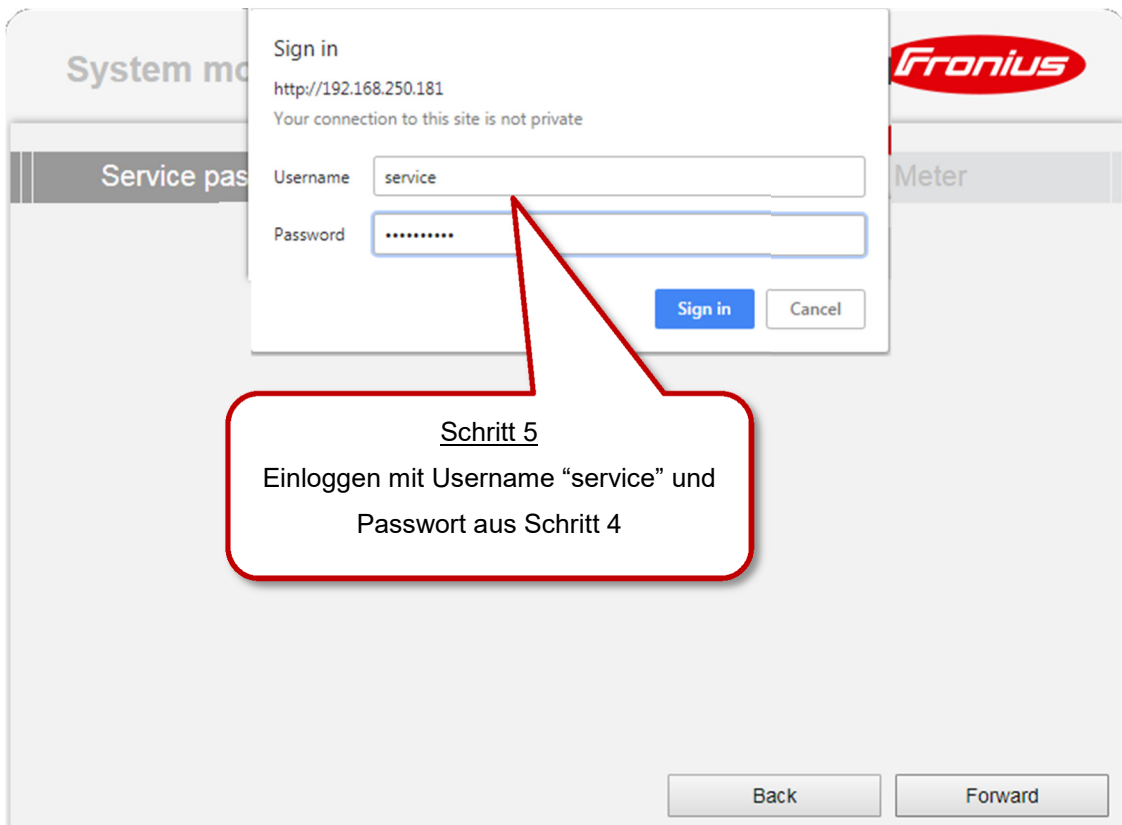 Sign in
http://192.168.250.181
Your connection to this site is not private
Username service
Password ••••••••••
Sign in Cancel
System mo
Fronius
Service pas
Meter
Schritt 5
Einloggen mit Username “service” und
Passwort aus Schritt 4
Back Forward